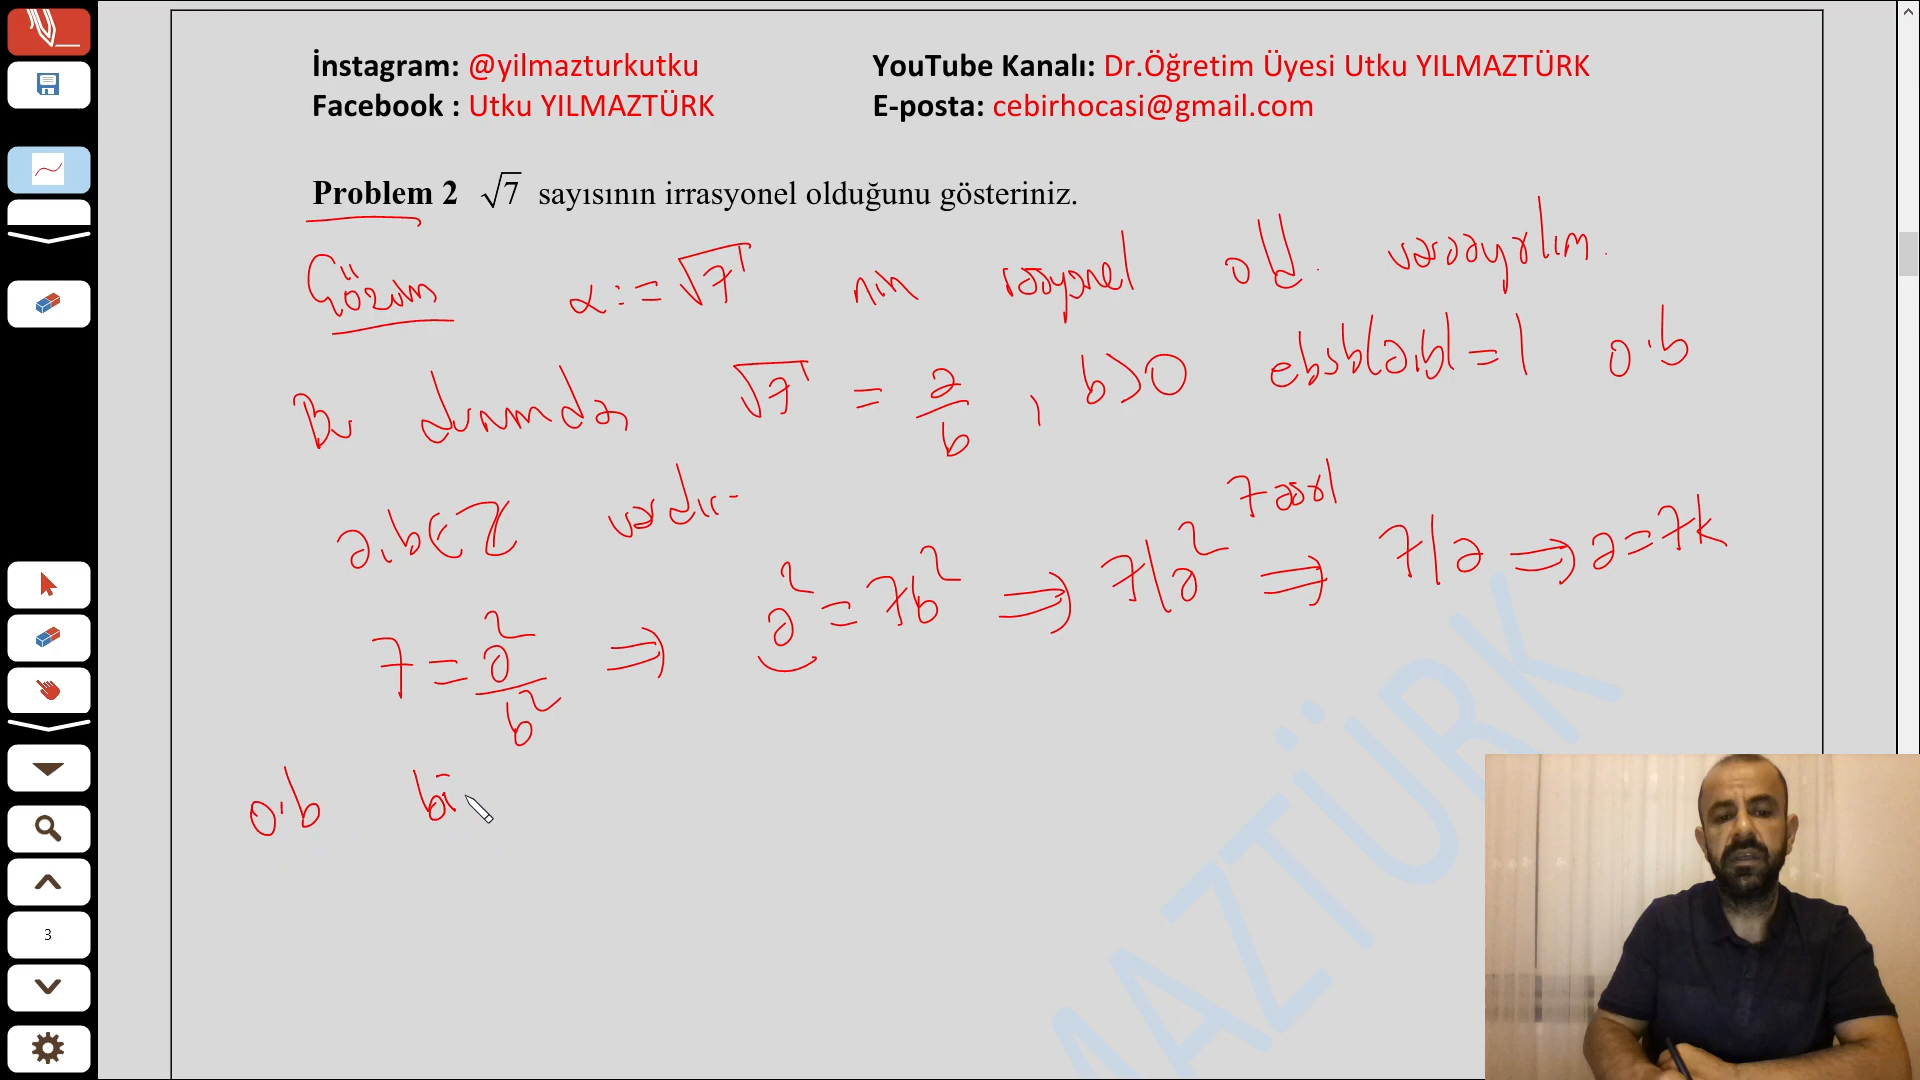 İnstagram: @yilmazturkutku YouTube Kanalı: Dr.Öğretim Üyesi Utku YILMAZTÜRK
Facebook : Utku YILMAZTÜRK E-posta: cebirhocasi@gmail.com
Problem 2 √7 sayısının irrasyonel olduğunu gösteriniz.
Çözüm α := √7 nin rasyonel old. varsayalım.
Bu durumda √7 = a/b , b>0 ebob(a,b)=1 o.b
a,b∈Z vardır.
7 asal
7 = a²/b² ⇒ a² = 7b² ⇒ 7|a² ⇒ 7|a ⇒ a=7k
o.b bi
MAZTÜRK
3